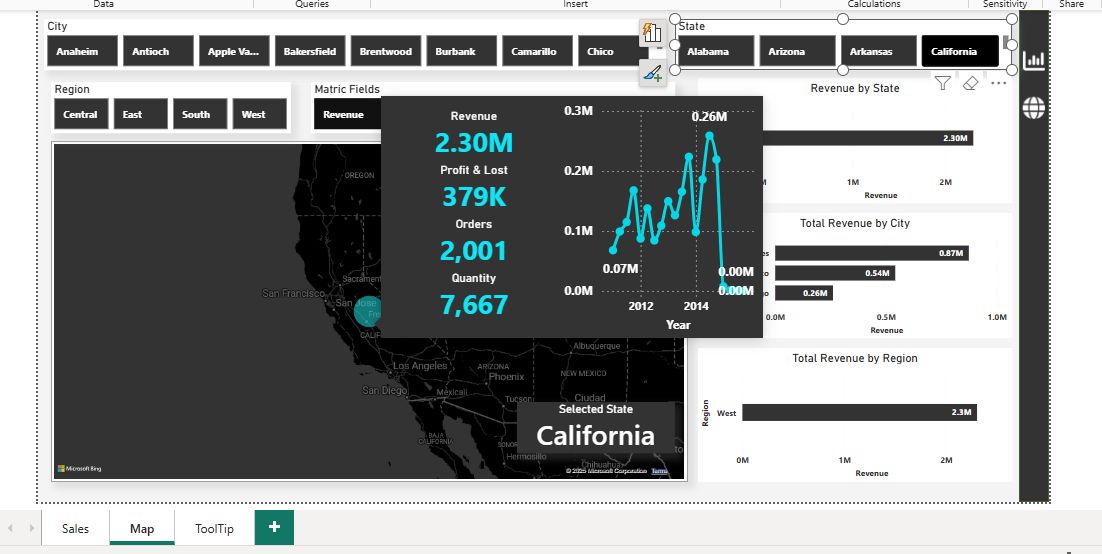 Data Queries Insert Calculations Sensitivity Share
City
Anaheim Antioch Apple Va... Bakersfield Brentwood Burbank Camarillo Chico
State
Alabama Arizona Arkansas California
Region
Central East South West
Matric Fields
Revenue
Revenue
2.30M
Profit & Lost
379K
Orders
2,001
Quantity
7,667
0.3M
0.2M
0.1M
0.0M
0.26M
0.07M
0.00M
0.00M
2012 2014
Year
Revenue by State
2.30M
1M 2M
Revenue
Total Revenue by City
0.87M
0.54M
0.26M
0.0M 0.5M 1.0M
Revenue
Total Revenue by Region
Region
West
2.3M
0M 1M 2M
Revenue
OREGON
Sacrament
San Francisco
San Jose
Fre
CALIF
Los Angeles
San Diego
Mexicali
ARIZONA
Phoenix
Tucson
Albuquerque
NEW MEXICO
Ciudad
BAJA
CALIFORNIA
SONOR
Hermosillo
Chihuahua
Selected State
California
Microsoft Bing
© 2025 Microsoft Corporation Terms
Sales Map ToolTip +